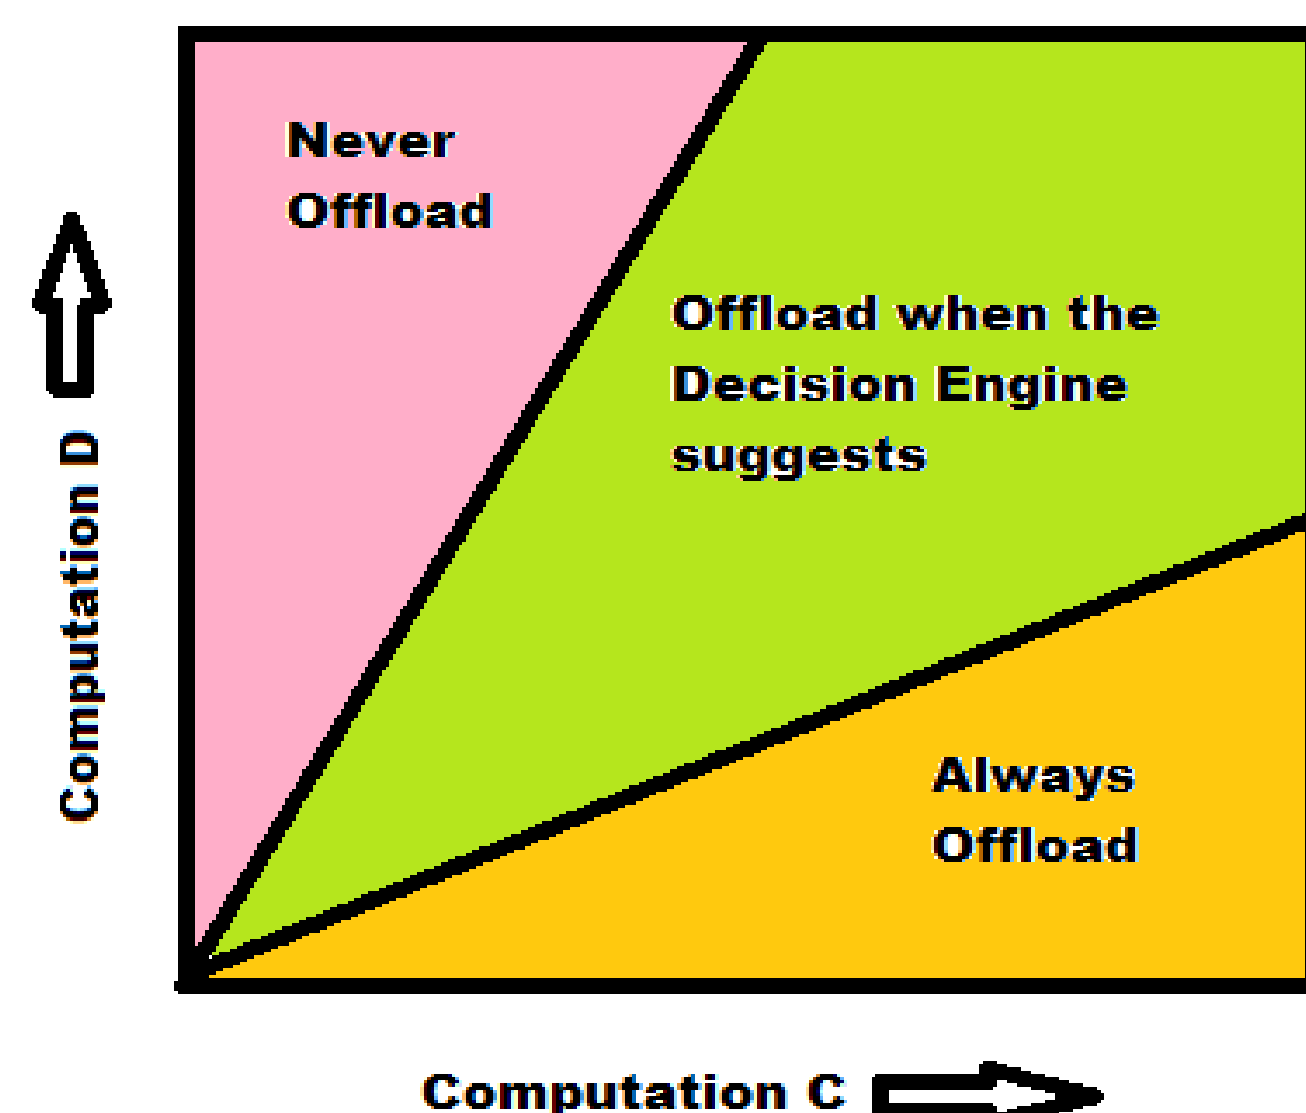 Never
Offload
Offload when the
Decision Engine
suggests
Always
Offload
Computation D
Computation C